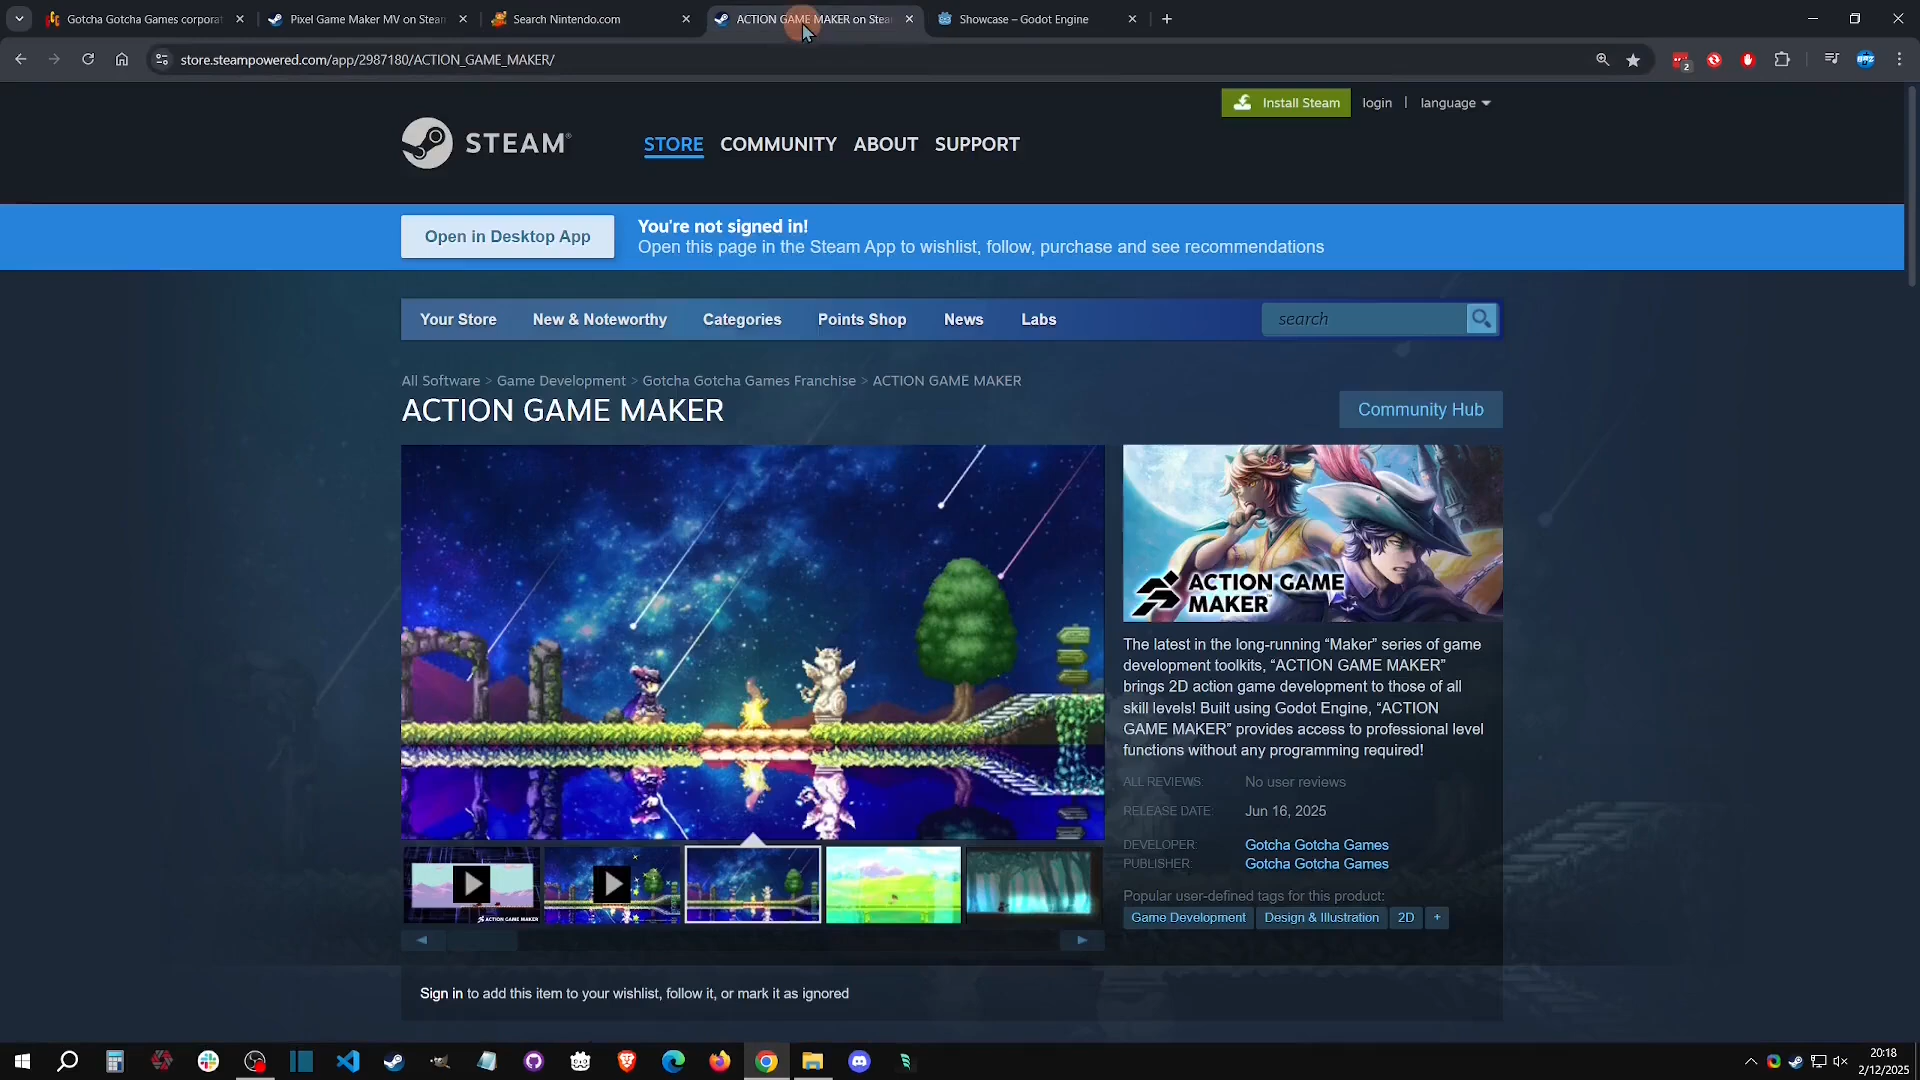 Gotcha Gotcha Games corporat
Pixel Game Maker MV on Stea
Search Nintendo.com
ACTION GAME MAKER on Stea
Showcase – Godot Engine
store.steampowered.com/app/2987180/ACTION_GAME_MAKER/
2
Install Steam
login
|
language
STEAM®
STORE
COMMUNITY
ABOUT
SUPPORT
Open in Desktop App
You're not signed in!
Open this page in the Steam App to wishlist, follow, purchase and see recommendations
Your Store
New & Noteworthy
Categories
Points Shop
News
Labs
search
All Software > Game Development > Gotcha Gotcha Games Franchise > ACTION GAME MAKER
ACTION GAME MAKER
Community Hub
ACTION GAME
MAKER™
The latest in the long-running “Maker” series of game
development toolkits, “ACTION GAME MAKER”
brings 2D action game development to those of all
skill levels! Built using Godot Engine, “ACTION
GAME MAKER” provides access to professional level
functions without any programming required!
ALL REVIEWS: No user reviews
RELEASE DATE: Jun 16, 2025
DEVELOPER: Gotcha Gotcha Games
PUBLISHER: Gotcha Gotcha Games
Popular user-defined tags for this product:
Game Development
Design & Illustration
2D
+
ACTION GAME MAKER
Sign in to add this item to your wishlist, follow it, or mark it as ignored
20:18
2/12/2025